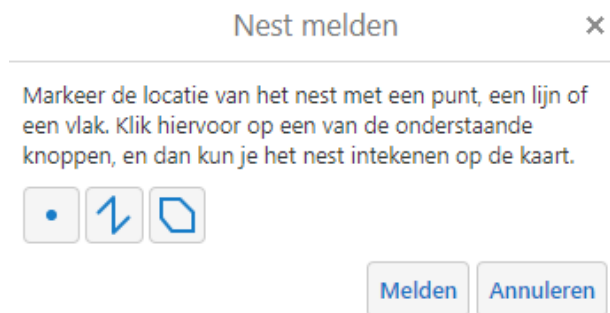 Nest melden
Markeer de locatie van het nest met een punt, een lijn of
een vlak. Klik hiervoor op een van de onderstaande
knoppen, en dan kun je het nest intekenen op de kaart.
Melden Annuleren